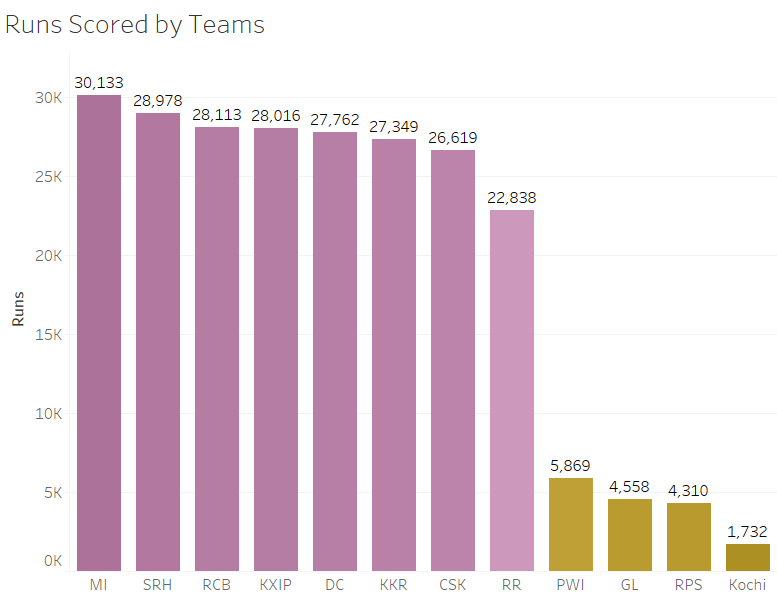 Runs Scored by Teams
30,133
28,978
28,113
28,016
27,762
27,349
26,619
22,838
5,869
4,558
4,310
1,732
30K
25K
20K
15K
10K
5K
0K
Runs
MI SRH RCB KXIP DC KKR CSK RR PWI GL RPS Kochi